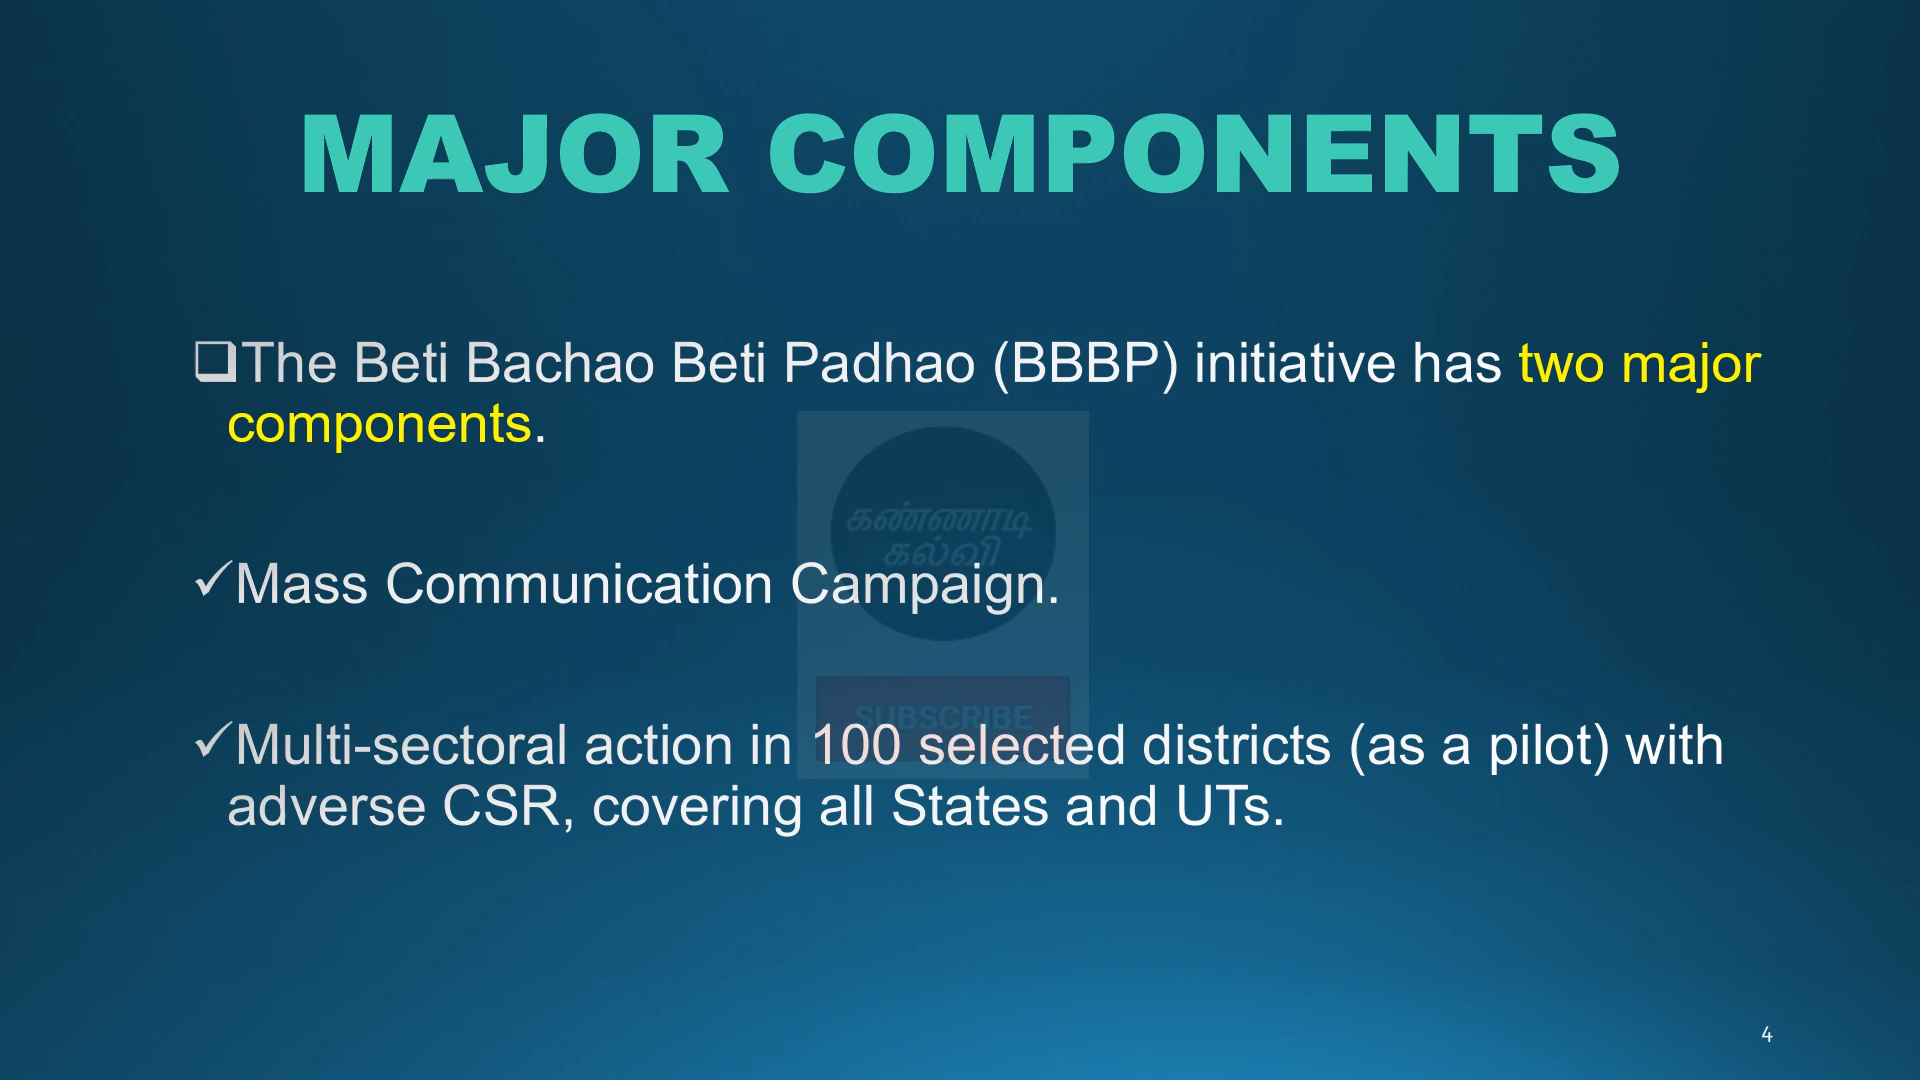 MAJOR COMPONENTS
❑The Beti Bachao Beti Padhao (BBBP) initiative has two major
components.
கண்ணாடி
கல்வி
✓Mass Communication Campaign.
SUBSCRIBE
✓Multi-sectoral action in 100 selected districts (as a pilot) with
adverse CSR, covering all States and UTs.
4